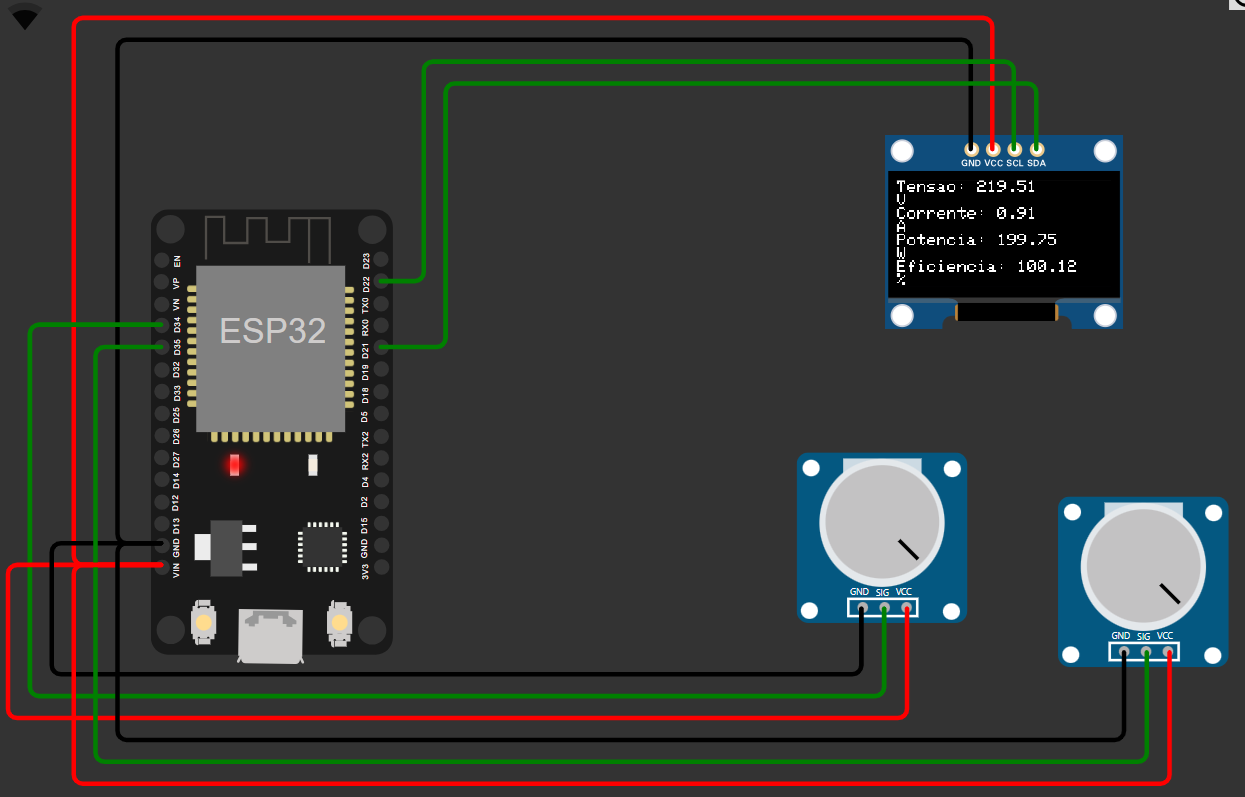 GND VCC SCL SDA
Tensao: 219.51
V
Corrente: 0.91
A
Potencia: 199.75
W
Eficiencia: 100.12
%
ESP32
EN
VP
VN
D34
D35
D32
D33
D25
D26
D27
D14
D12
D13
GND
VIN
D23
D22
TX0
RX0
D21
D19
D18
D5
TX2
RX2
D4
D2
D15
GND
3V3
GND SIG VCC
GND SIG VCC